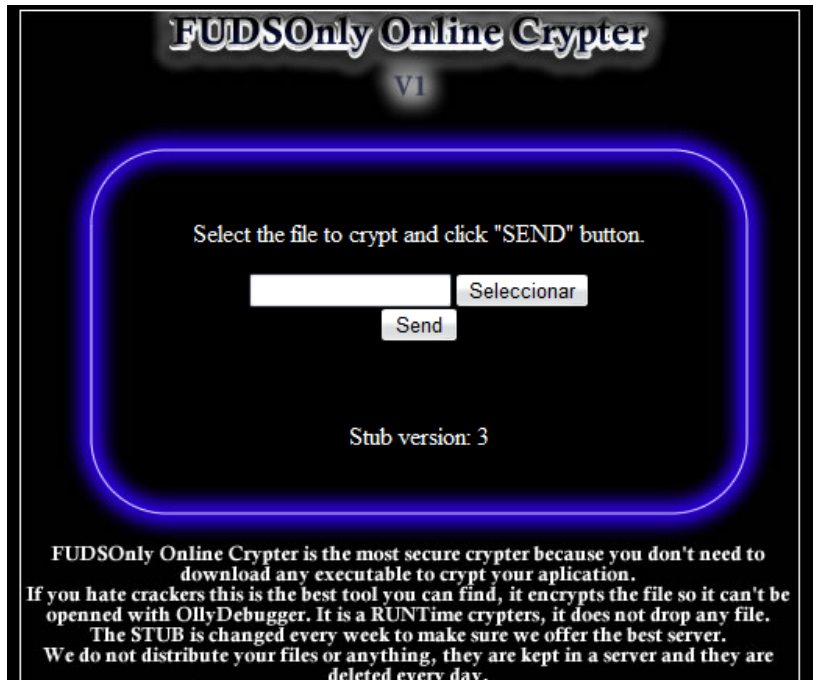 FUDSOnly Online Crypter
V1
Select the file to crypt and click "SEND" button.
Seleccionar
Send
Stub version: 3
FUDSOnly Online Crypter is the most secure crypter because you don't need to
download any executable to crypt your aplication.
If you hate crackers this is the best tool you can find, it encrypts the file so it can't be
openned with OllyDebugger. It is a RUNTime crypters, it does not drop any file.
The STUB is changed every week to make sure we offer the best server.
We do not distribute your files or anything, they are kept in a server and they are
deleted every day.